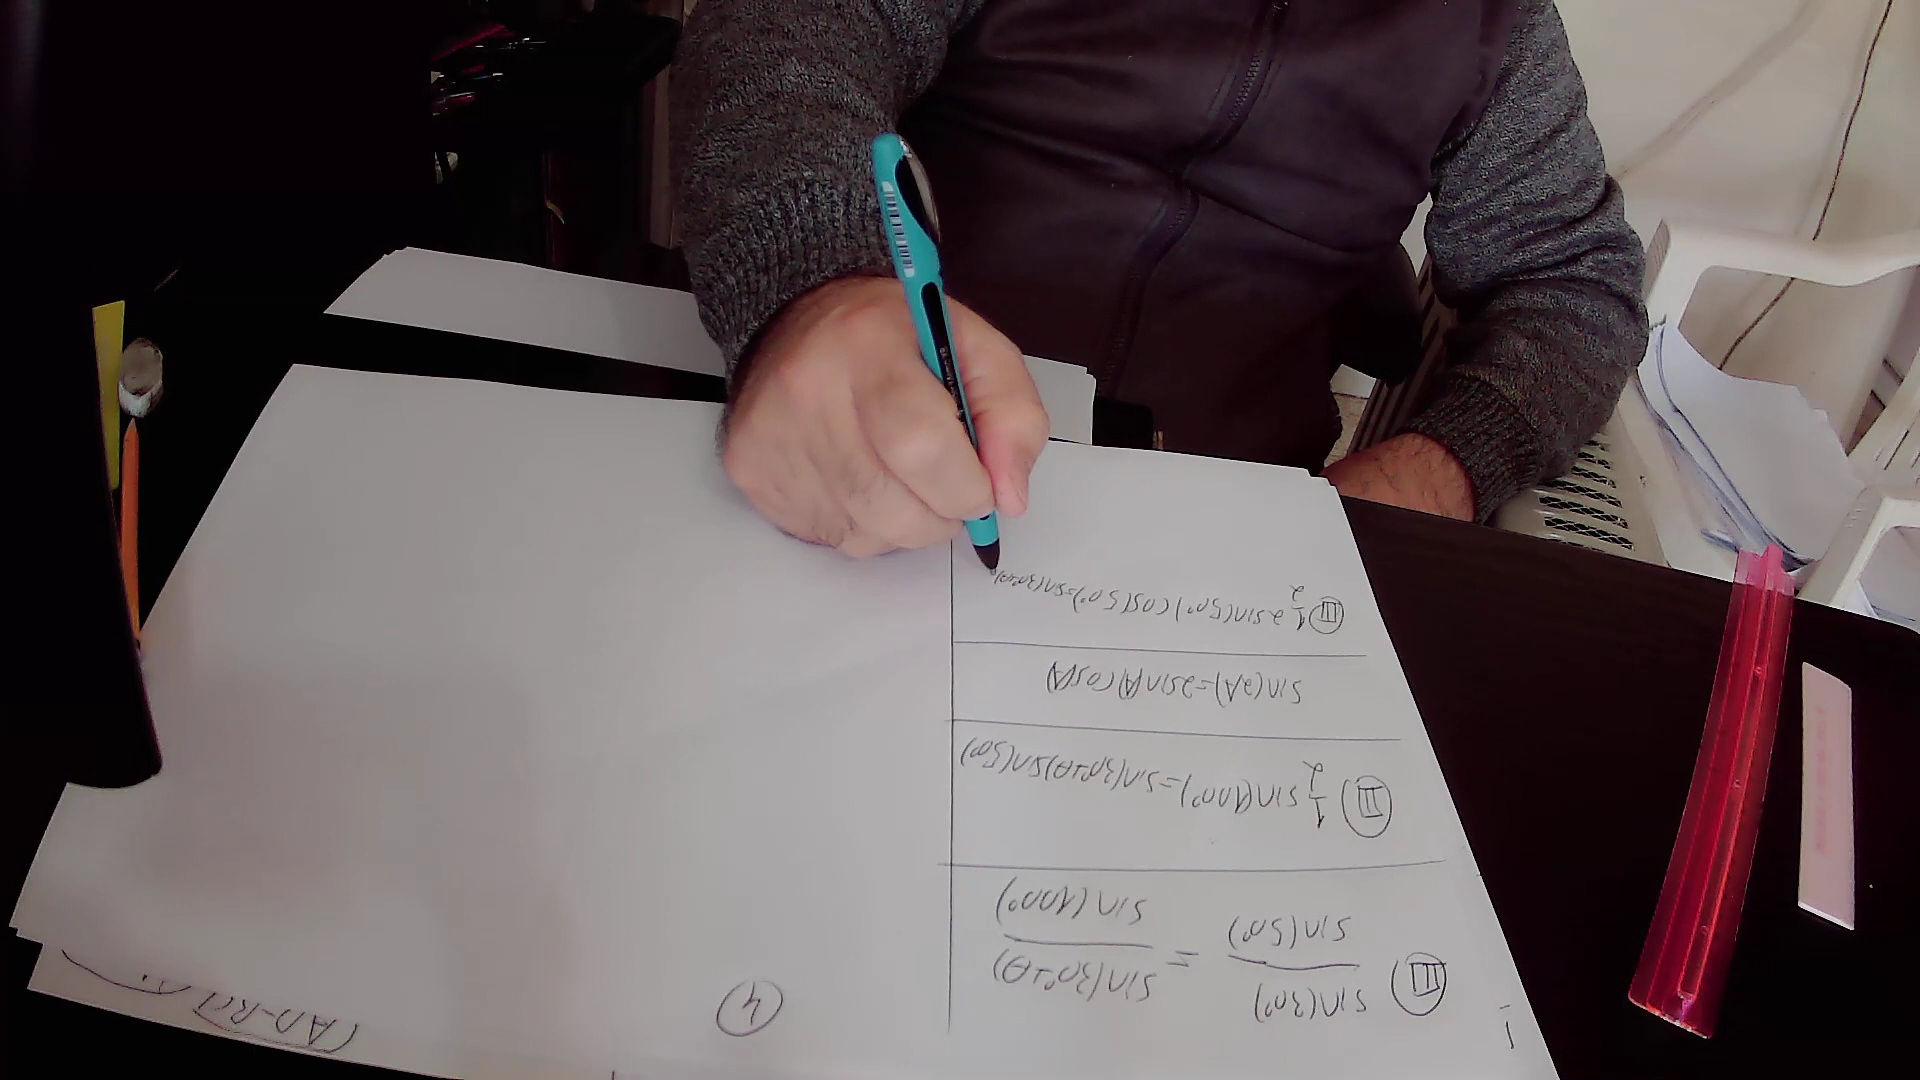 (AD-RO)
4
III) sin(30°)/sin(50°) = sin(30°+θ)/sin(100°)
III) 1/2 sin(100°)=sin(30°+θ)sin(50°)
sin(2A)=2sin(A)cos(A)
III) 1/2 2sin(50°)cos(50°)=sin(30°+θ)